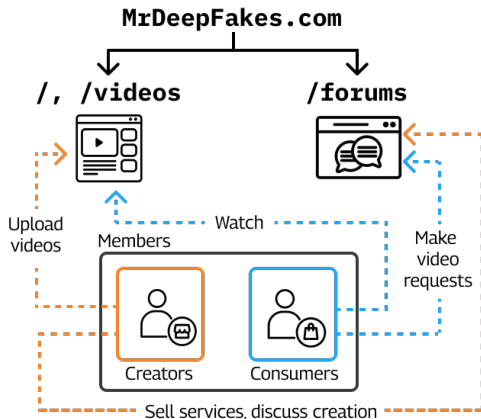 MrDeepFakes.com
/, /videos
/forums
Upload
videos
Watch
Make
video
requests
Members
Creators
Consumers
Sell services, discuss creation